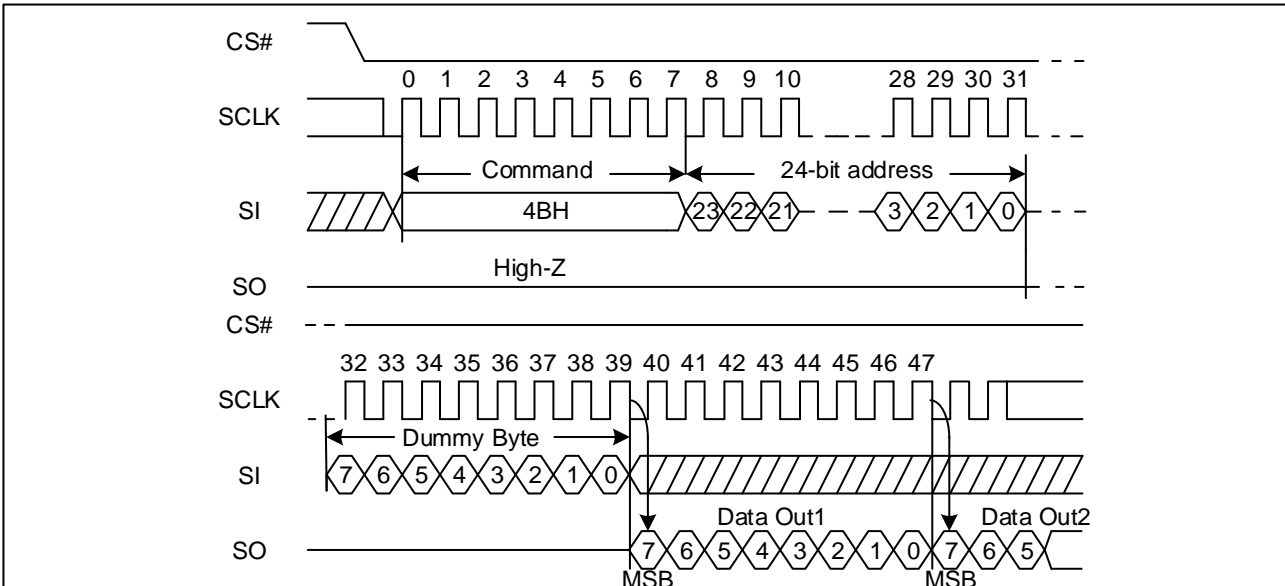 CS#
0 1 2 3 4 5 6 7 8 9 10 28 29 30 31
SCLK
Command 24-bit address
SI 4BH 23 22 21 3 2 1 0
High-Z
SO
CS#
32 33 34 35 36 37 38 39 40 41 42 43 44 45 46 47
SCLK
Dummy Byte
SI 7 6 5 4 3 2 1 0
Data Out1 Data Out2
SO 7 6 5 4 3 2 1 0 7 6 5
MSB MSB